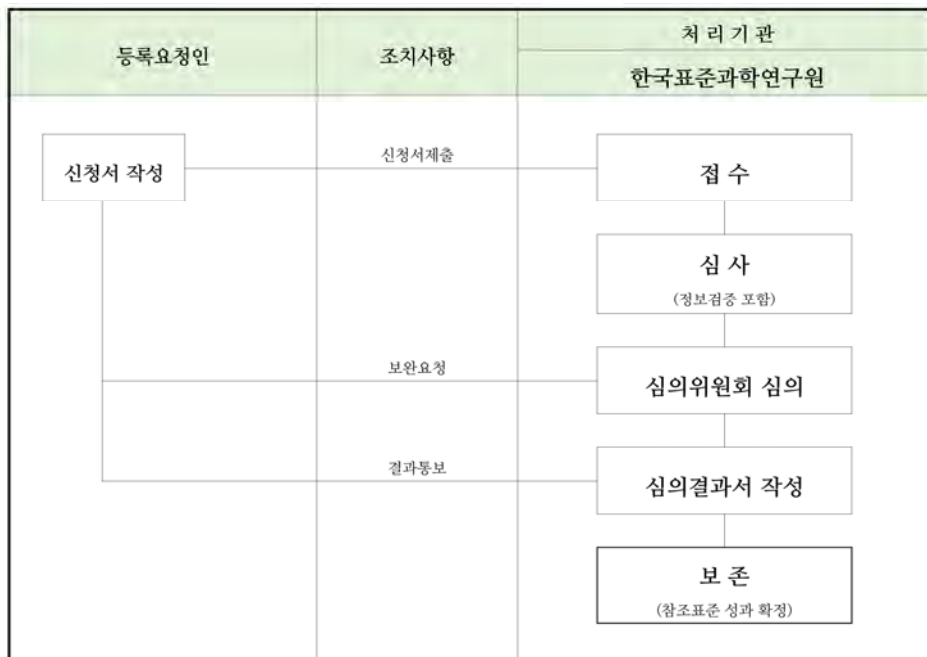 등록요청인
조치사항
처 리 기 관
한국표준과학연구원
신청서 작성
신청서제출
접 수
심 사
(정보검증 포함)
보완요청
심의위원회 심의
결과통보
심의결과서 작성
보 존
(참조표준 성과 확정)